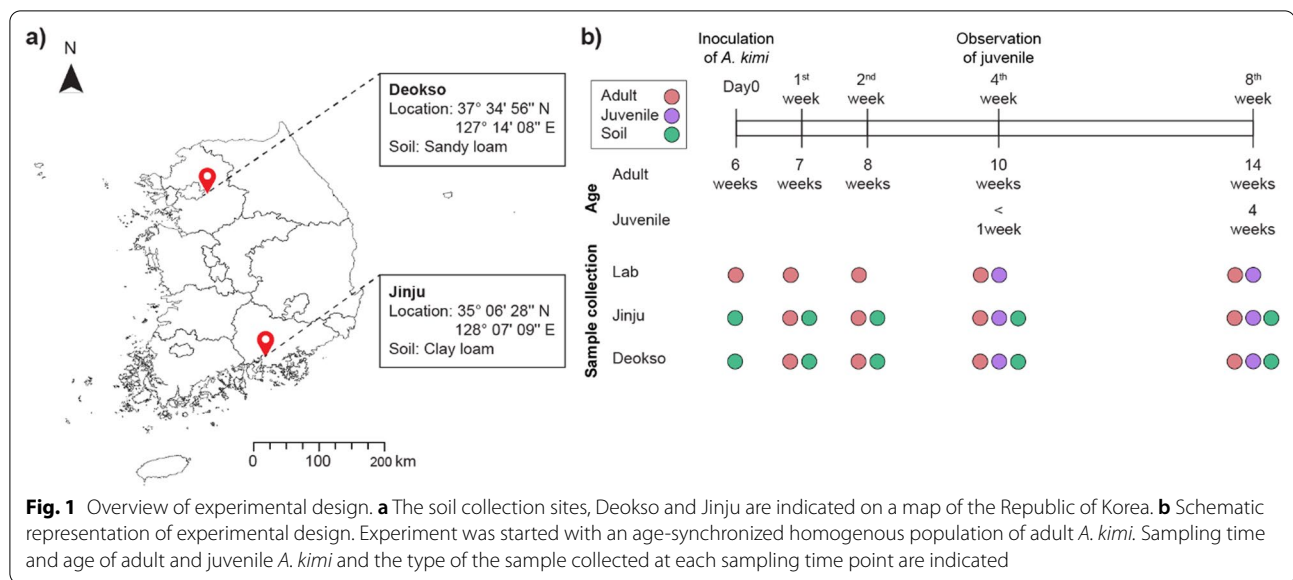 a)
N
Deokso
Location: 37° 34' 56'' N
127° 14' 08'' E
Soil: Sandy loam
Jinju
Location: 35° 06' 28'' N
128° 07' 09'' E
Soil: Clay loam
0 100 200 km
b)
Inoculation
of A. kimi
Observation
of juvenile
Day0
1st
week
2nd
week
4th
week
8th
week
Adult
Juvenile
Soil
Age
Adult
6
weeks
7
weeks
8
weeks
10
weeks
14
weeks
Juvenile
<
1week
4
weeks
Sample collection
Lab
Jinju
Deokso
Fig. 1 Overview of experimental design. a The soil collection sites, Deokso and Jinju are indicated on a map of the Republic of Korea. b Schematic
representation of experimental design. Experiment was started with an age-synchronized homogenous population of adult A. kimi. Sampling time
and age of adult and juvenile A. kimi and the type of the sample collected at each sampling time point are indicated